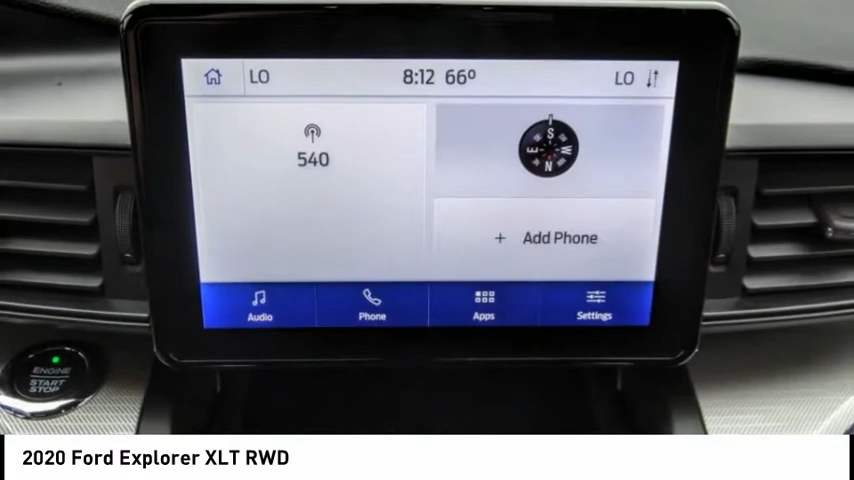 LO 8:12 66° LO
540
S
E W
N
+ Add Phone
Audio Phone Apps Settings
ENGINE
START
STOP
2020 Ford Explorer XLT RWD